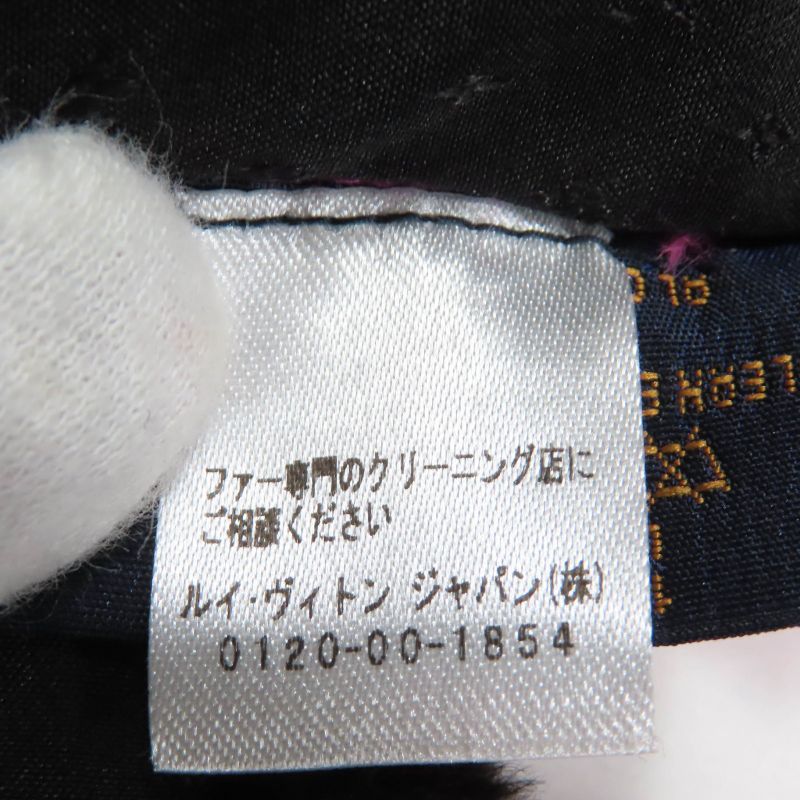 ファー専門のクリーニング店に
ご相談ください
ルイ・ヴィトン ジャパン(株)
0120-00-1854